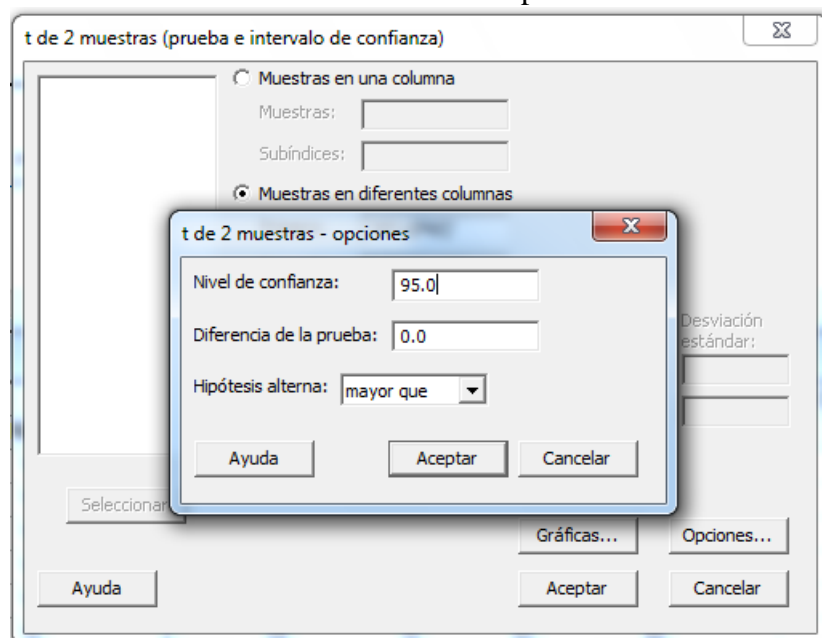 t de 2 muestras (prueba e intervalo de confianza)
Muestras en una columna
Muestras:
Subíndices:
Muestras en diferentes columnas
t de 2 muestras - opciones
Nivel de confianza: 95.0
Diferencia de la prueba: 0.0
Hipótesis alterna: mayor que
Ayuda Aceptar Cancelar
Desviación
estándar:
Seleccionar
Gráficas... Opciones...
Ayuda Aceptar Cancelar